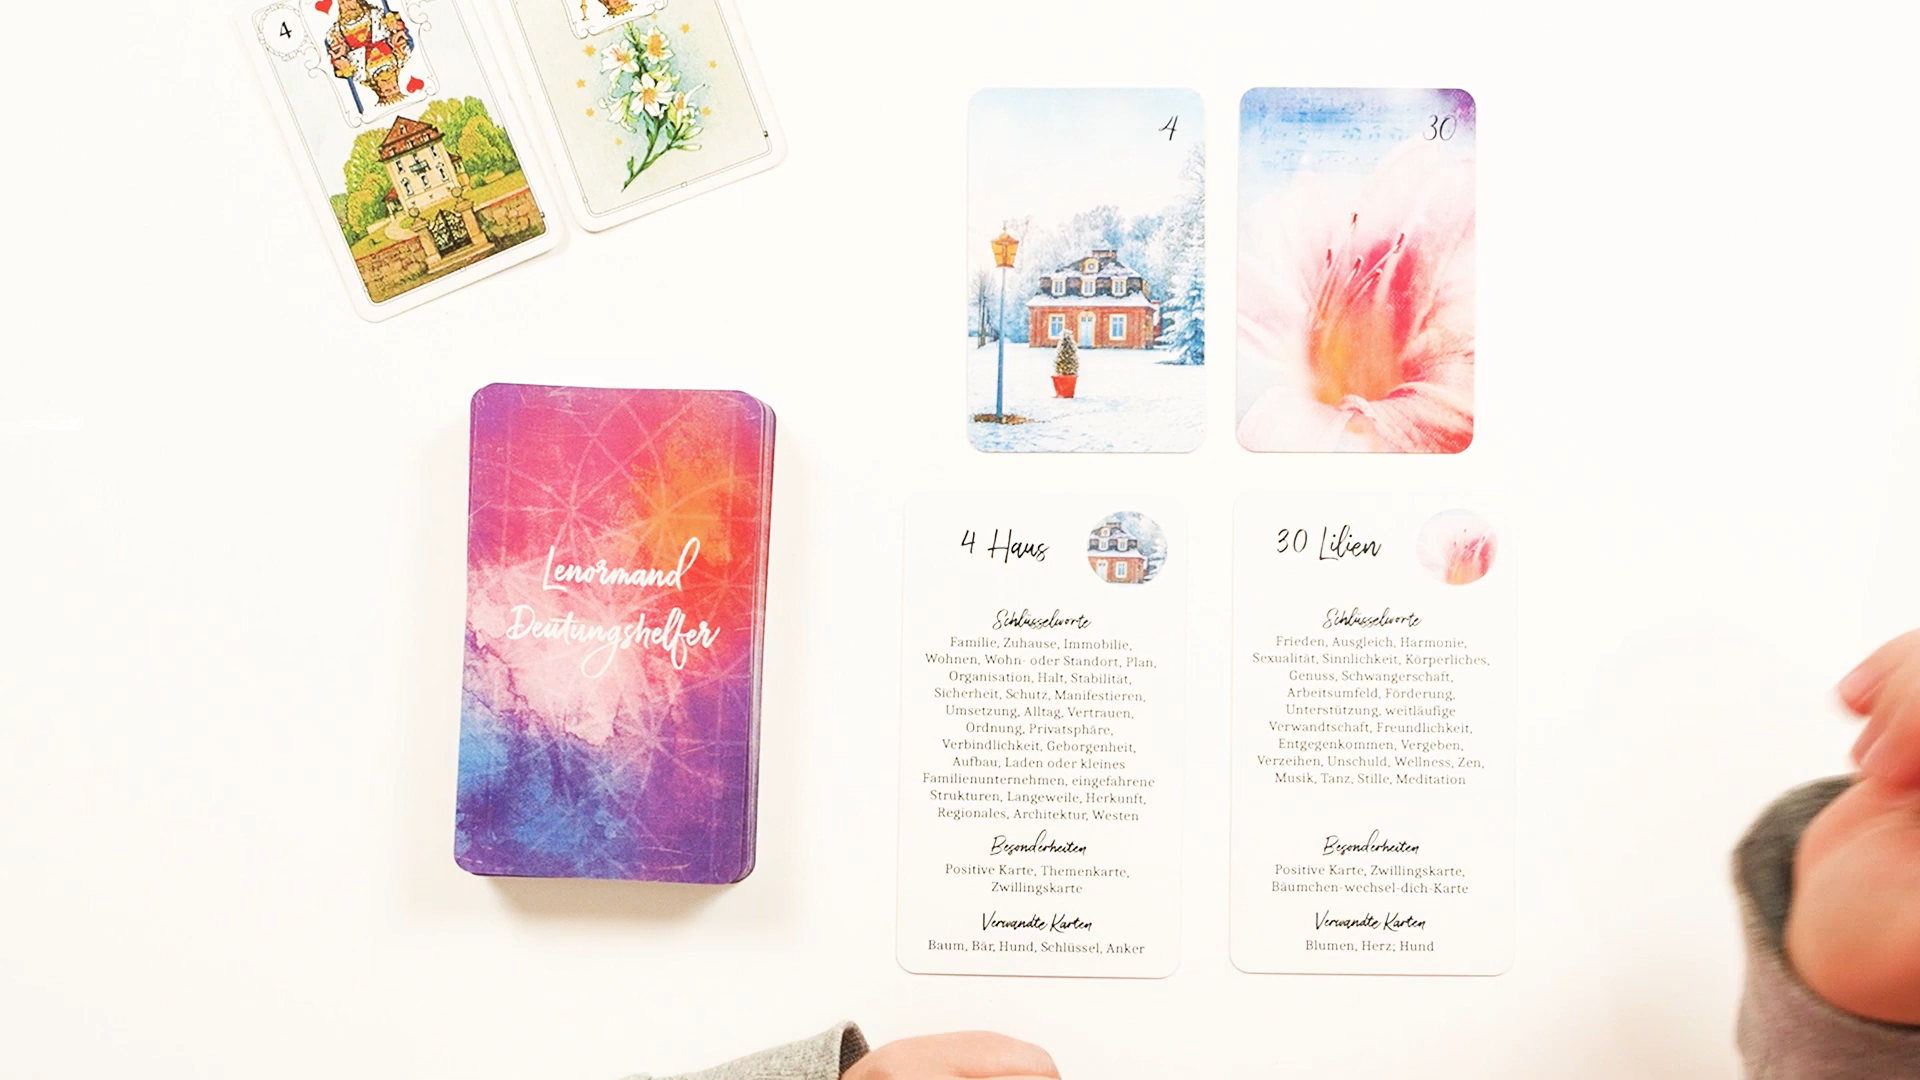 4
4
30
Lenormand
Deutungshelfer
4 Haus
Schlüsselworte
Familie, Zuhause, Immobilie,
Wohnen, Wohn- oder Standort, Plan,
Organisation, Halt, Stabilität,
Sicherheit, Schutz, Manifestieren,
Umsetzung, Alltag, Vertrauen,
Ordnung, Privatsphäre,
Verbindlichkeit, Geborgenheit,
Aufbau, Laden oder kleines
Familienunternehmen, eingefahrene
Strukturen, Langeweile, Herkunft,
Regionales, Architektur, Westen
Besonderheiten
Positive Karte, Themenkarte,
Zwillingskarte
Verwandte Karten
Baum, Bär, Hund, Schlüssel, Anker
30 Lilien
Schlüsselworte
Frieden, Ausgleich, Harmonie,
Sexualität, Sinnlichkeit, Körperliches,
Genuss, Schwangerschaft,
Arbeitsumfeld, Förderung,
Unterstützung, weitläufige
Verwandtschaft, Freundlichkeit,
Entgegenkommen, Vergeben,
Verzeihen, Unschuld, Wellness, Zen,
Musik, Tanz, Stille, Meditation
Besonderheiten
Positive Karte, Zwillingskarte,
Bäumchen-wechsel-dich-Karte
Verwandte Karten
Blumen, Herz; Hund